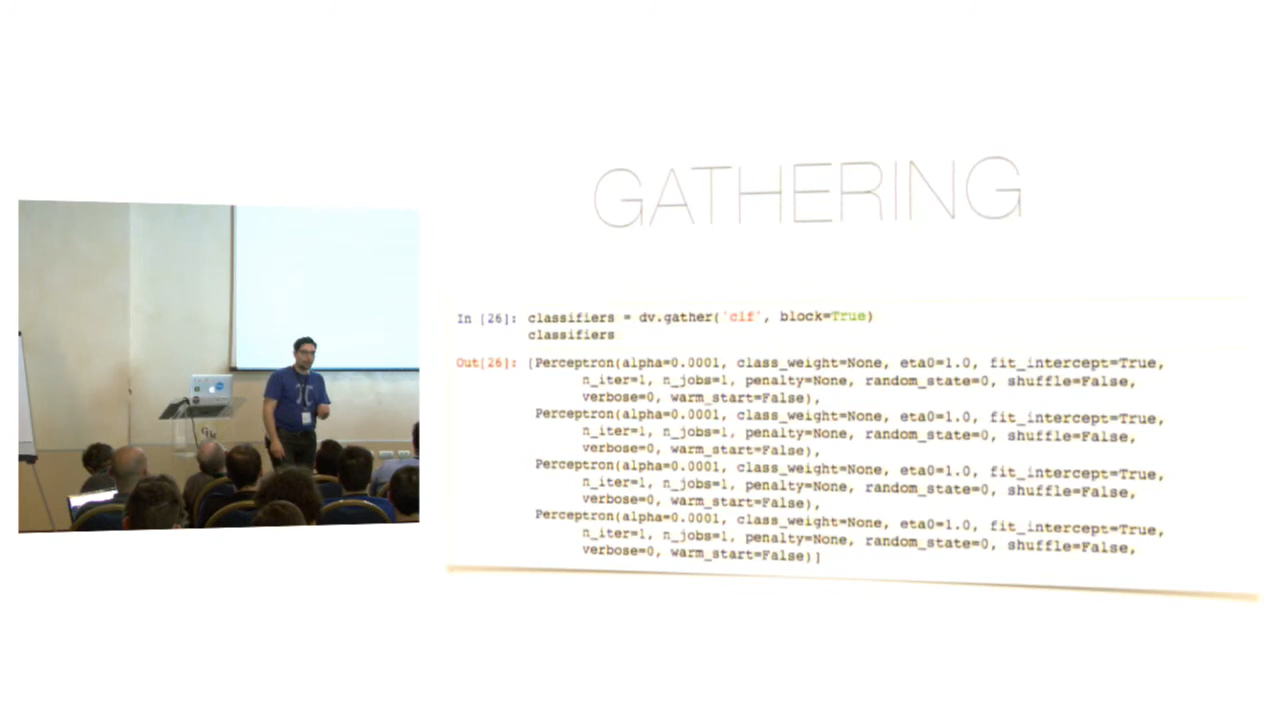 GATHERING
In [26]: classifiers = dv.gather('clf', block=True)
classifiers
Out[26]: [Perceptron(alpha=0.0001, class_weight=None, eta0=1.0, fit_intercept=True,
n_iter=1, n_jobs=1, penalty=None, random_state=0, shuffle=False,
verbose=0, warm_start=False),
Perceptron(alpha=0.0001, class_weight=None, eta0=1.0, fit_intercept=True,
n_iter=1, n_jobs=1, penalty=None, random_state=0, shuffle=False,
verbose=0, warm_start=False),
Perceptron(alpha=0.0001, class_weight=None, eta0=1.0, fit_intercept=True,
n_iter=1, n_jobs=1, penalty=None, random_state=0, shuffle=False,
verbose=0, warm_start=False),
Perceptron(alpha=0.0001, class_weight=None, eta0=1.0, fit_intercept=True,
n_iter=1, n_jobs=1, penalty=None, random_state=0, shuffle=False,
verbose=0, warm_start=False)]